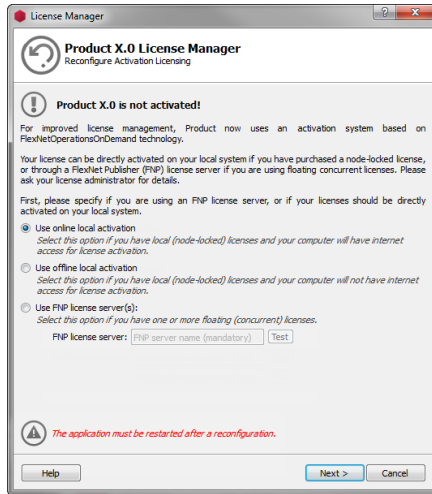 License Manager
?
Product X.0 License Manager
Reconfigure Activation Licensing
Product X.0 is not activated!
For improved license management, Product now uses an activation system based on
FlexNetOperationsOnDemand technology.
Your license can be directly activated on your local system if you have purchased a node-locked license,
or through a FlexNet Publisher (FNP) license server if you are using floating concurrent licenses. Please
ask your license administrator for details.
First, please specify if you are using an FNP license server, or if your licenses should be directly
activated on your local system.
Use online local activation
Select this option if you have local (node-locked) licenses and your computer will have internet
access for license activation.
Use offline local activation
Select this option if you have local (node-locked) licenses and your computer will not have internet
access for license activation.
Use FNP license server(s):
Select this option if you have one or more floating (concurrent) licenses.
FNP license server: FNP server name (mandatory) Test
The application must be restarted after a reconfiguration.
Help Next > Cancel